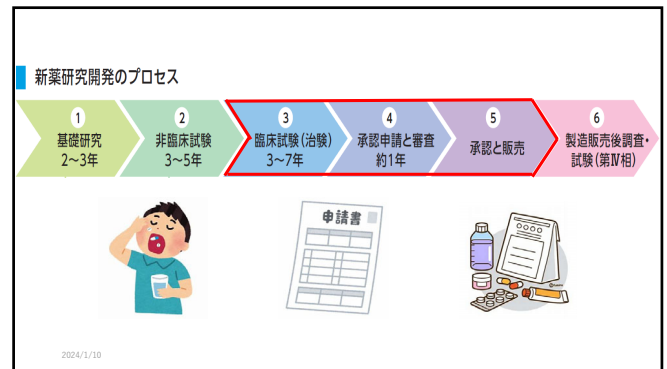 新薬研究開発のプロセス
1
基礎研究
2〜3年
2
非臨床試験
3〜5年
3
臨床試験(治験)
3〜7年
4
承認申請と審査
約1年
5
承認と販売
6
製造販売後調査・
試験(第Ⅳ相)
申請書
2024/1/10